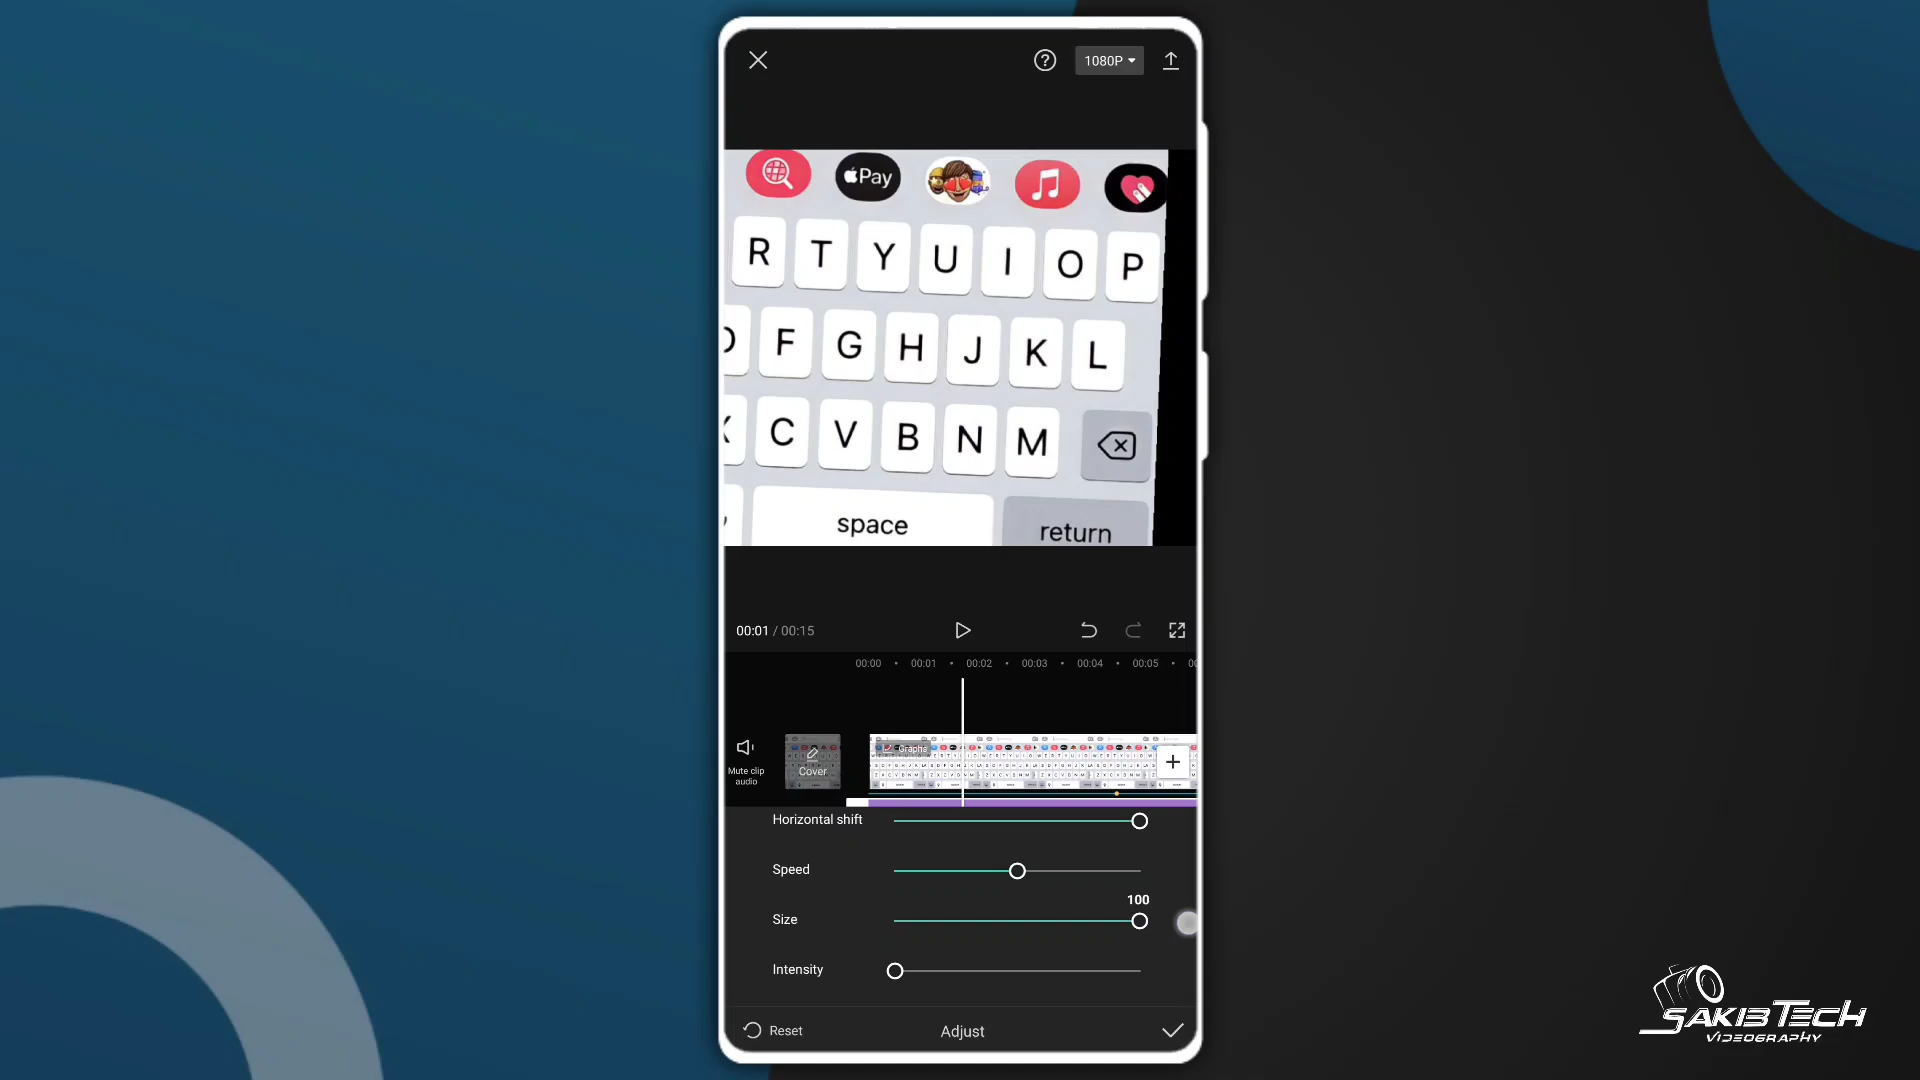 1080P
Pay
R T Y U I O P
F G H J K L
C V B N M
space return
00:01 / 00:15
00:00 00:01 00:02 00:03 00:04 00:05
Graphs
Cover
Mute clip
audio
Horizontal shift
Speed
100
Size
Intensity
Reset Adjust
SAKIB TECH
VIDEOGRAPHY